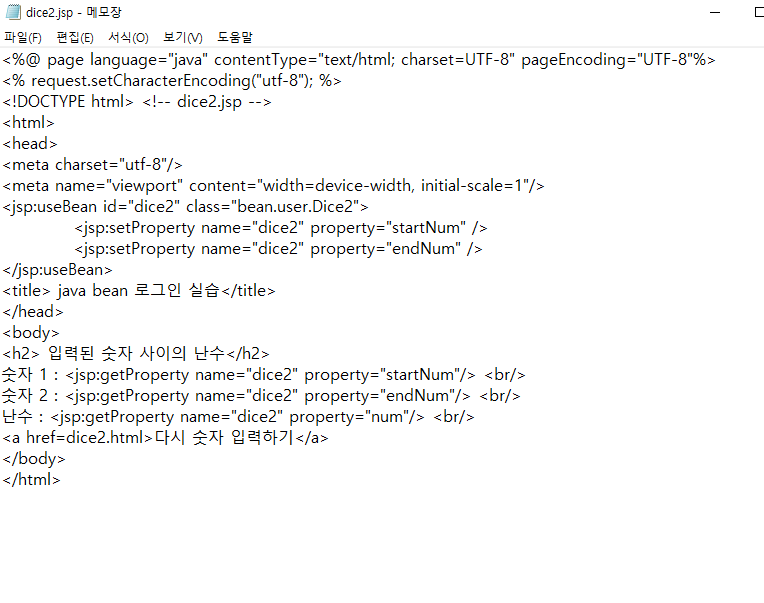 dice2.jsp - 메모장
파일(F) 편집(E) 서식(O) 보기(V) 도움말
<%@ page language="java" contentType="text/html; charset=UTF-8" pageEncoding="UTF-8"%>
<% request.setCharacterEncoding("utf-8"); %>
<!DOCTYPE html> <!-- dice2.jsp -->
<html>
<head>
<meta charset="utf-8"/>
<meta name="viewport" content="width=device-width, initial-scale=1"/>
<jsp:useBean id="dice2" class="bean.user.Dice2">
<jsp:setProperty name="dice2" property="startNum" />
<jsp:setProperty name="dice2" property="endNum" />
</jsp:useBean>
<title> java bean 로그인 실습</title>
</head>
<body>
<h2> 입력된 숫자 사이의 난수</h2>
숫자 1 : <jsp:getProperty name="dice2" property="startNum"/> <br/>
숫자 2 : <jsp:getProperty name="dice2" property="endNum"/> <br/>
난수 : <jsp:getProperty name="dice2" property="num"/> <br/>
<a href=dice2.html>다시 숫자 입력하기</a>
</body>
</html>